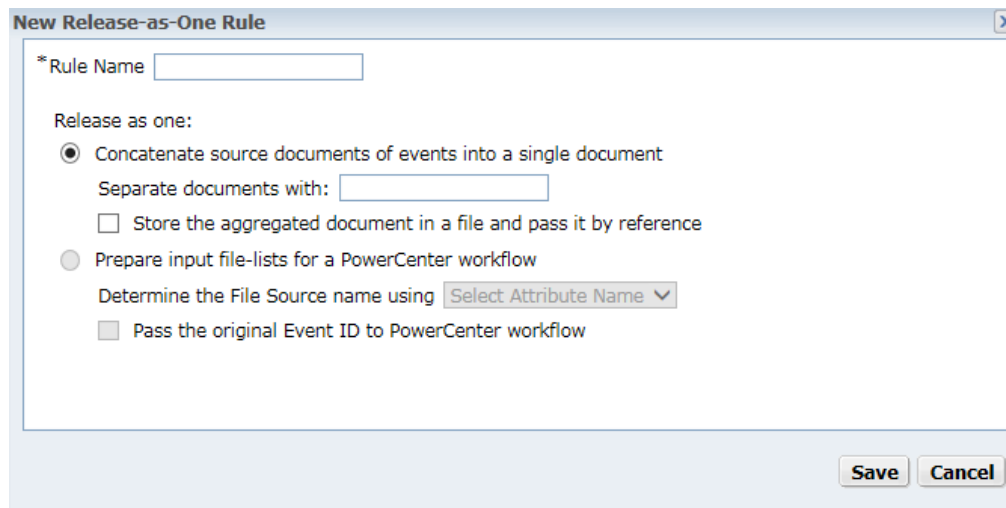 New Release-as-One Rule
*Rule Name
Release as one:
Concatenate source documents of events into a single document
Separate documents with:
Store the aggregated document in a file and pass it by reference
Prepare input file-lists for a PowerCenter workflow
Determine the File Source name using Select Attribute Name
Pass the original Event ID to PowerCenter workflow
Save Cancel